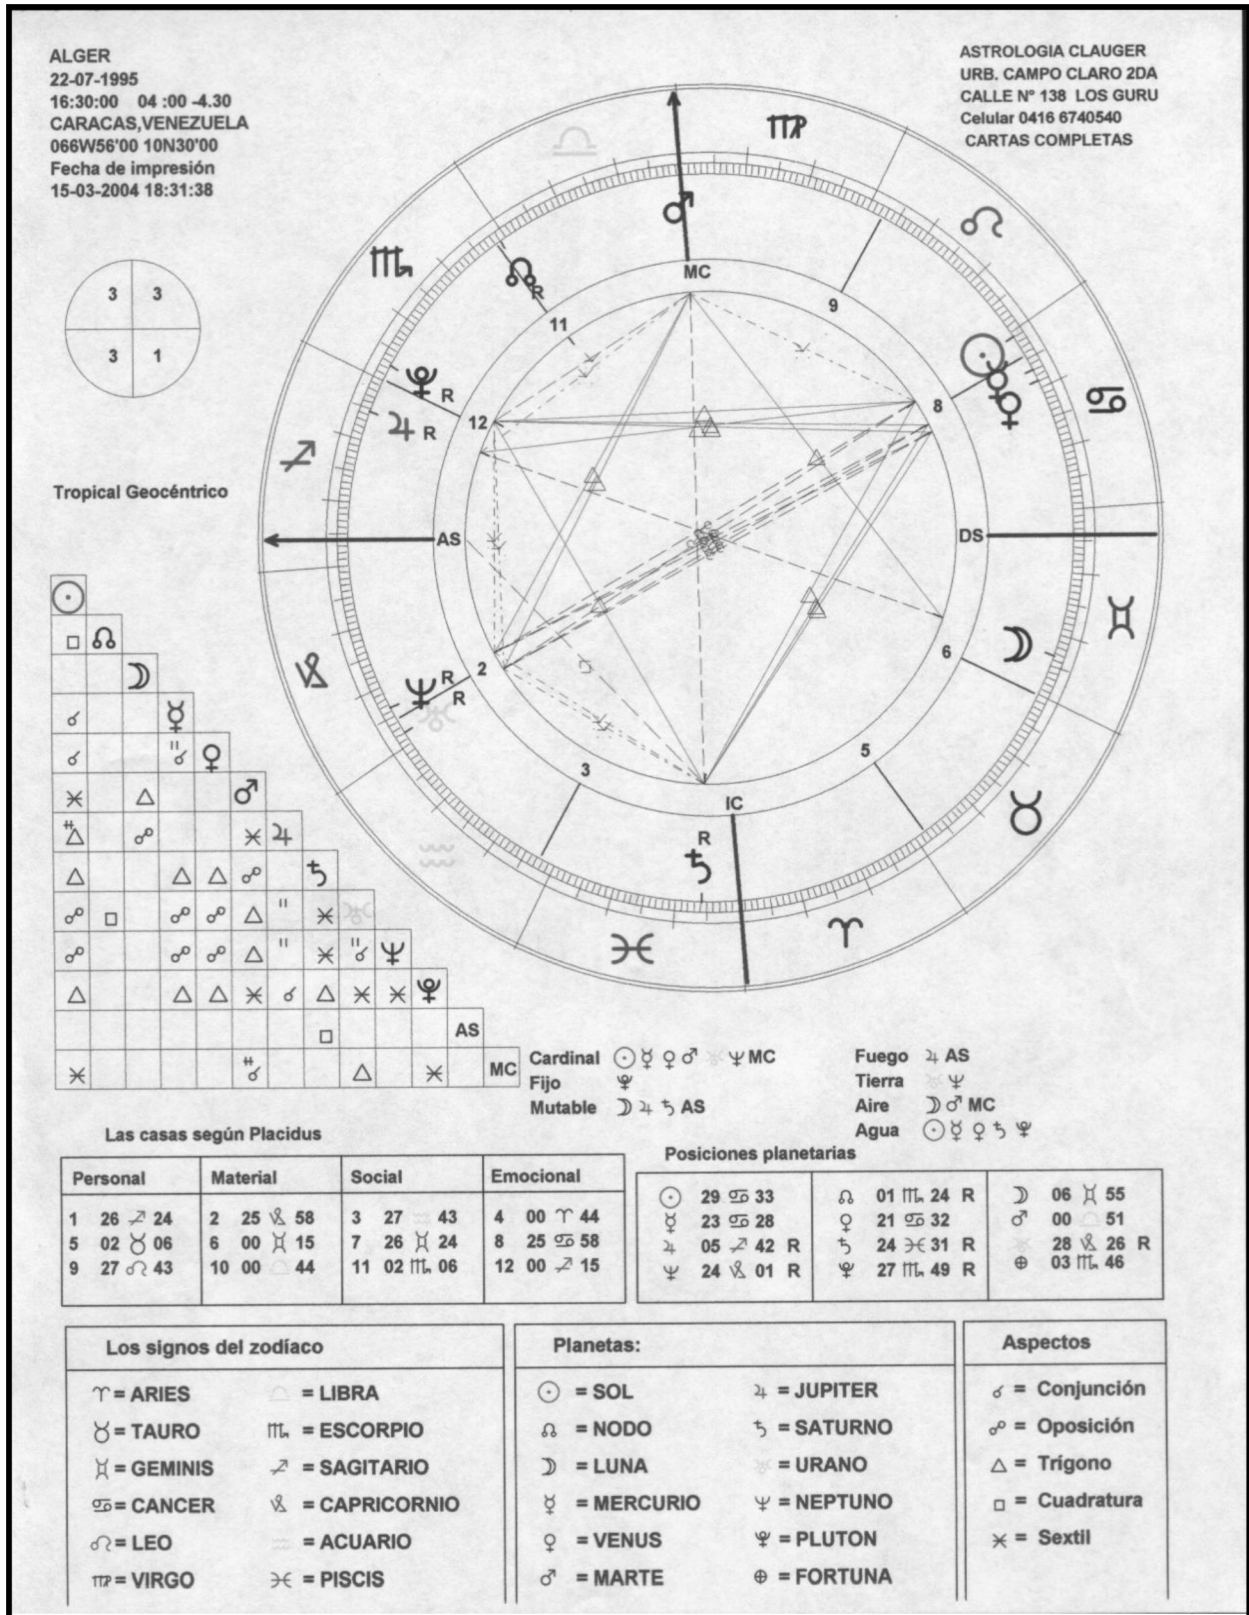 ALGER
22-07-1995
16:30:00 04 :00 -4.30
CARACAS,VENEZUELA
066W56'00 10N30'00
Fecha de impresión
15-03-2004 18:31:38
ASTROLOGIA CLAUGER
URB. CAMPO CLARO 2DA
CALLE Nº 138 LOS GURU
Celular 0416 6740540
CARTAS COMPLETAS
3 3
3 1
Tropical Geocéntrico
MC
9
8
DS
6
5
IC
3
2
AS
12
11
R
R
R
R
R
R
AS
MC
Cardinal ☉ ☿ ♀ ♂ ♅ ♆ MC
Fijo ♇
Mutable ☽ ♃ ♄ AS
Fuego ♃ AS
Tierra ♅ ♆
Aire ☽ ♂ MC
Agua ☉ ☿ ♀ ♄ ♇
Las casas según Placidus
Personal Material Social Emocional
1 26 ♐ 24 2 25 ♑ 58 3 27 ♒ 43 4 00 ♈ 44
5 02 ♉ 06 6 00 ♊ 15 7 26 ♊ 24 8 25 ♋ 58
9 27 ♌ 43 10 00 ♎ 44 11 02 ♏ 06 12 00 ♐ 15
Posiciones planetarias
☉ 29 ♋ 33 ☊ 01 ♏ 24 R ☽ 06 ♊ 55
☿ 23 ♋ 28 ♀ 21 ♋ 32 ♂ 00 ♎ 51
♃ 05 ♐ 42 R ♄ 24 ♓ 31 R ♅ 28 ♑ 26 R
♆ 24 ♑ 01 R ♇ 27 ♏ 49 R ⊕ 03 ♏ 46
Los signos del zodíaco
♈ = ARIES ♎ = LIBRA
♉ = TAURO ♏ = ESCORPIO
♊ = GEMINIS ♐ = SAGITARIO
♋ = CANCER ♑ = CAPRICORNIO
♌ = LEO ♒ = ACUARIO
♍ = VIRGO ♓ = PISCIS
Planetas:
☉ = SOL ♃ = JUPITER
☊ = NODO ♄ = SATURNO
☽ = LUNA ♅ = URANO
☿ = MERCURIO ♆ = NEPTUNO
♀ = VENUS ♇ = PLUTON
♂ = MARTE ⊕ = FORTUNA
Aspectos
☌ = Conjunción
☍ = Oposición
△ = Trígono
□ = Cuadratura
⚹ = Sextil